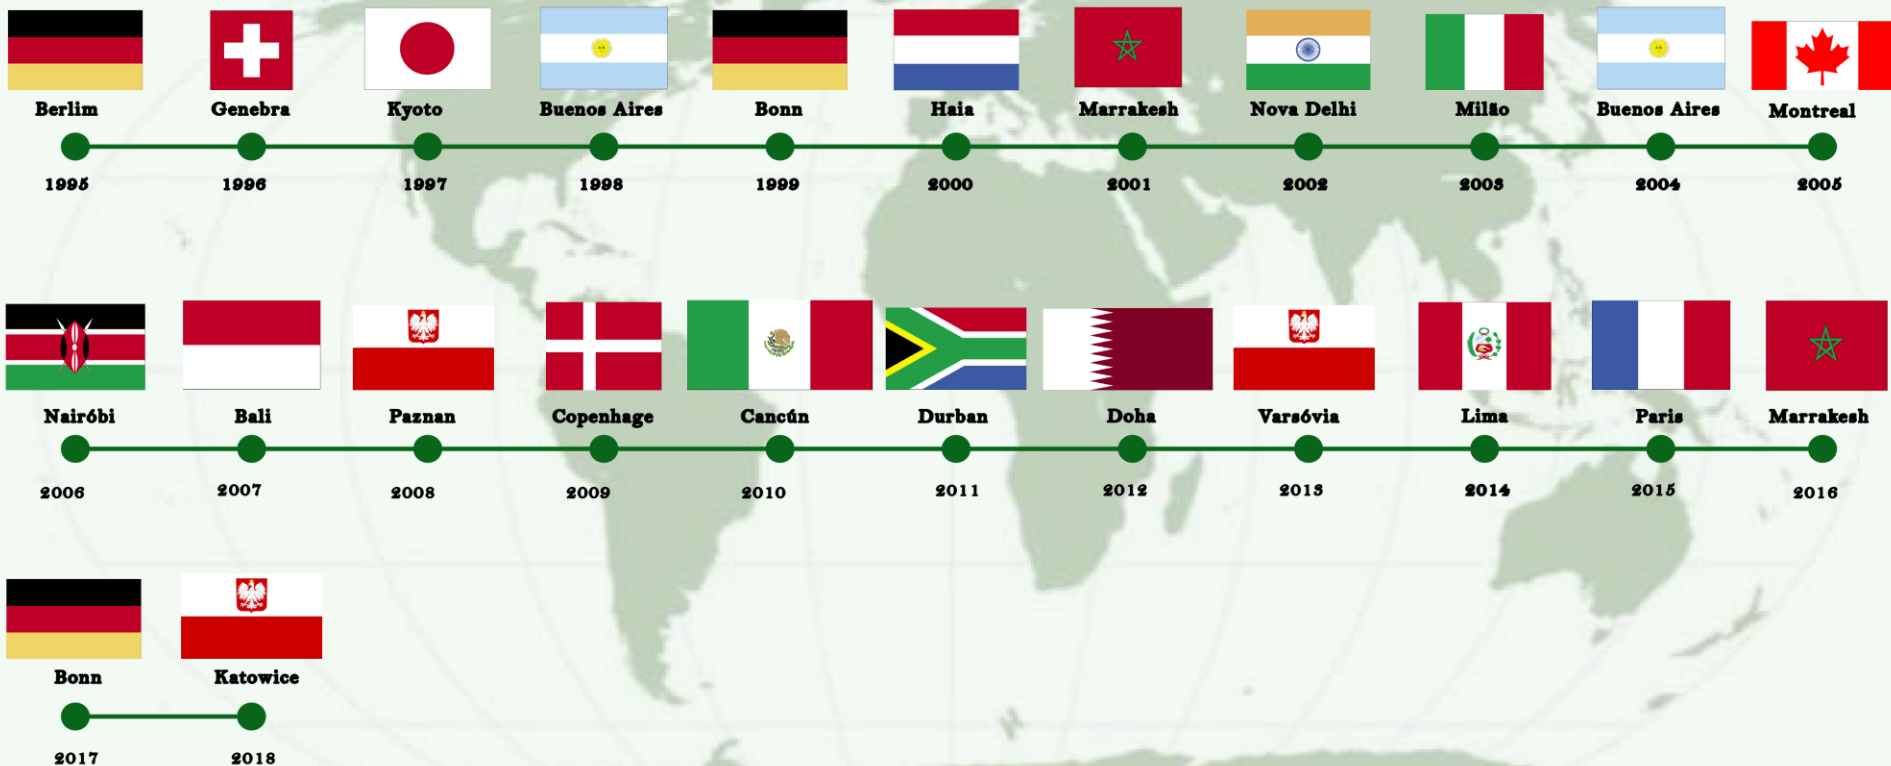 Berlim Genebra Kyoto Buenos Aires Bonn Haia Marrakesh Nova Delhi Milão Buenos Aires Montreal
1995 1996 1997 1998 1999 2000 2001 2002 2003 2004 2005
Nairóbi Bali Paznan Copenhage Cancún Durban Doha Varsóvia Lima Paris Marrakesh
2006 2007 2008 2009 2010 2011 2012 2013 2014 2015 2016
Bonn Katowice
2017 2018